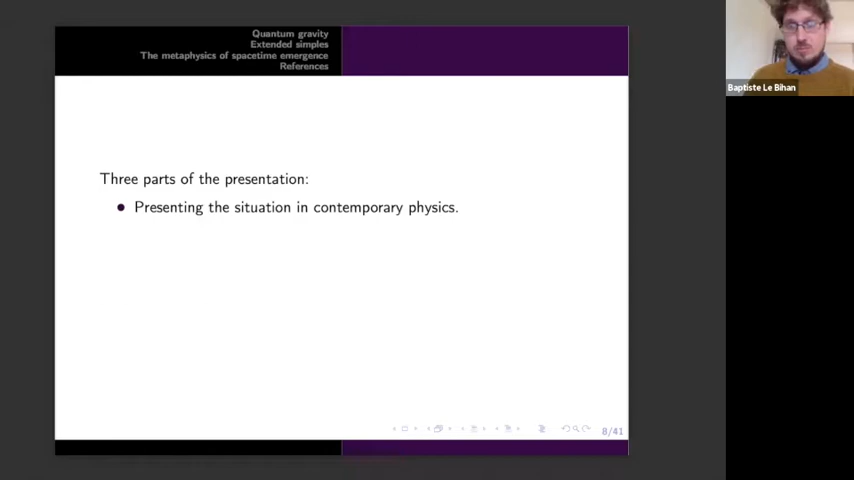 Quantum gravity
Extended simples
The metaphysics of spacetime emergence
References
Three parts of the presentation:
● Presenting the situation in contemporary physics.
8/41
Baptiste Le Bihan